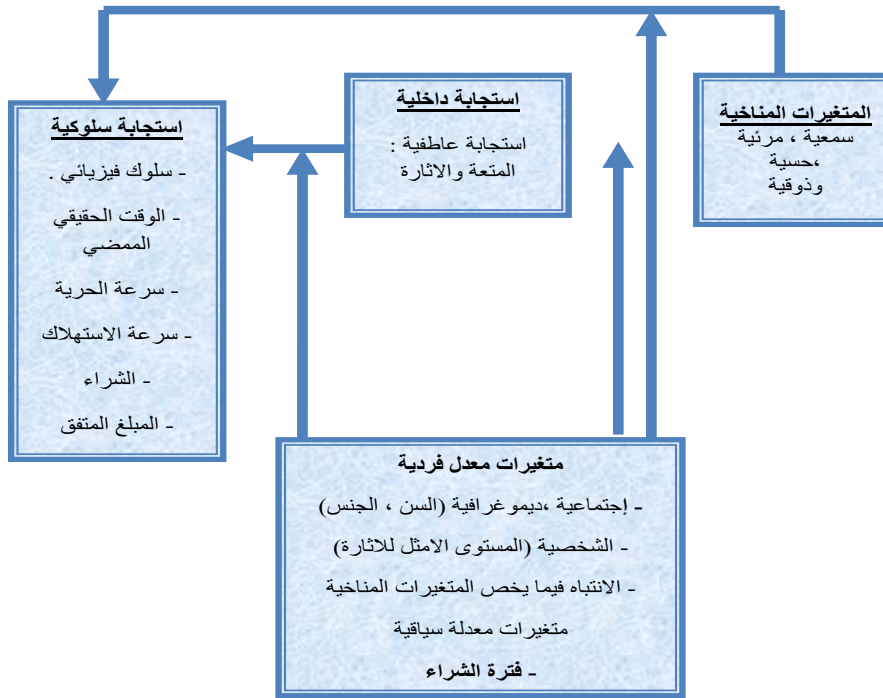 المتغيرات المناخية
سمعية ، مرئية
،حسية
وذوقية
استجابة داخلية
استجابة عاطفية :
المتعة والاثارة
استجابة سلوكية
- سلوك فيزيائي .
- الوقت الحقيقي
الممضي
- سرعة الحرية
- سرعة الاستهلاك
- الشراء
- المبلغ المتفق
متغيرات معدل فردية
- إجتماعية ،ديموغرافية (السن ، الجنس)
- الشخصية (المستوى الامثل للاثارة)
- الانتباه فيما يخص المتغيرات المناخية
متغيرات معدلة سياقية
- فترة الشراء